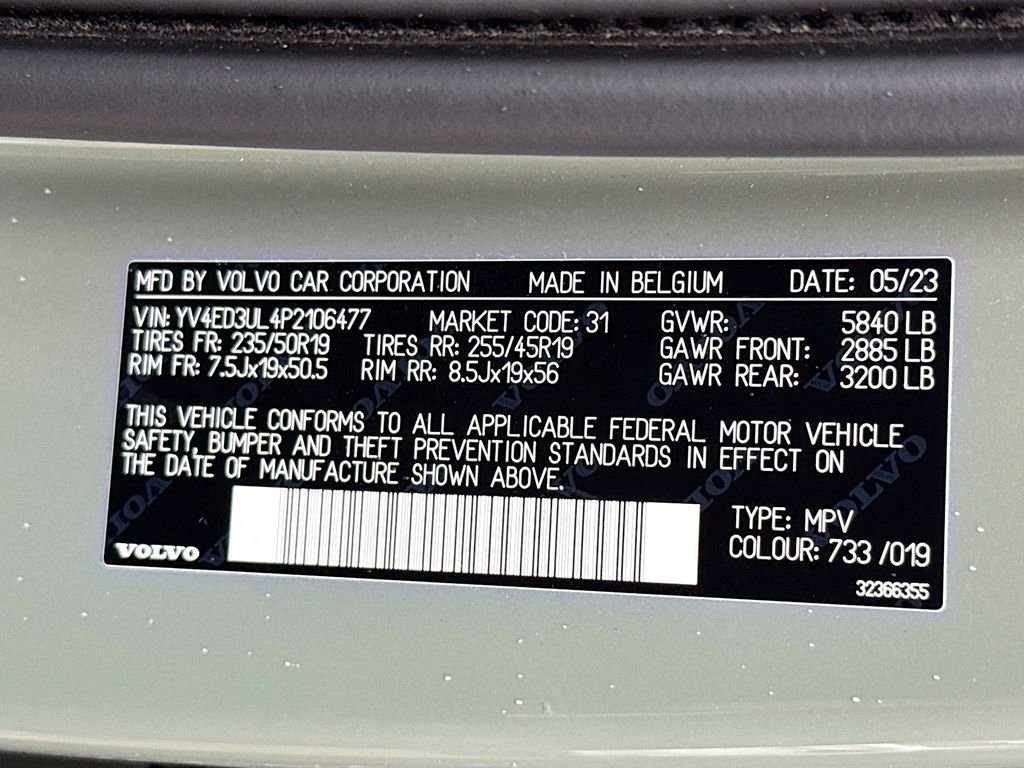 MFD BY VOLVO CAR CORPORATION MADE IN BELGIUM DATE: 05/23
VIN: YV4ED3UL4P2106477 MARKET CODE: 31 GVWR: 5840 LB
TIRES FR: 235/50R19 TIRES RR: 255/45R19 GAWR FRONT: 2885 LB
RIM FR: 7.5Jx19x50.5 RIM RR: 8.5Jx19x56 GAWR REAR: 3200 LB
THIS VEHICLE CONFORMS TO ALL APPLICABLE FEDERAL MOTOR VEHICLE
SAFETY, BUMPER AND THEFT PREVENTION STANDARDS IN EFFECT ON
THE DATE OF MANUFACTURE SHOWN ABOVE.
TYPE: MPV
VOLVO COLOUR: 733 /019
32366355